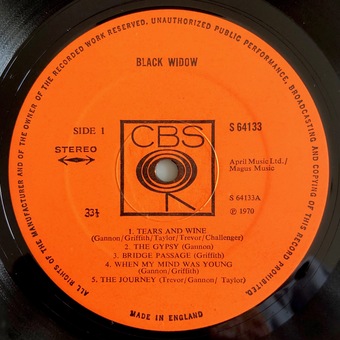 ALL RIGHTS OF THE MANUFACTURER AND OF THE OWNER OF THE RECORDED WORK RESERVED. UNAUTHORIZED PUBLIC PERFORMANCE, BROADCASTING AND COPYING OF THIS RECORD PROHIBITED.
BLACK WIDOW
SIDE 1
CBS
S 64133
STEREO
April Music Ltd./
Magus Music
S 64133A
33⅓
℗ 1970
1. TEARS AND WINE
(Gannon/Griffith/Taylor/Trevor/Challenger)
2. THE GYPSY (Gannon)
3. BRIDGE PASSAGE (Griffith)
4. WHEN MY MIND WAS YOUNG
(Gannon/Griffith)
5. THE JOURNEY (Trevor/Gannon/ Taylor)
MADE IN ENGLAND